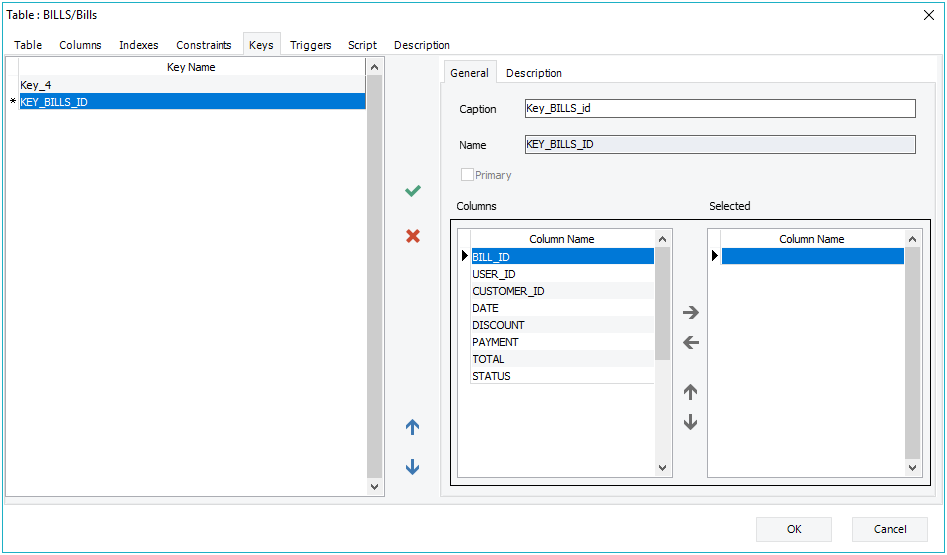 Table : BILLS/Bills
Table Columns Indexes Constraints Keys Triggers Script Description
Key Name
Key_4
* KEY_BILLS_ID
General Description
Caption Key_BILLS_id
Name KEY_BILLS_ID
Primary
Columns Selected
Column Name Column Name
BILL_ID
USER_ID
CUSTOMER_ID
DATE
DISCOUNT
PAYMENT
TOTAL
STATUS
OK Cancel